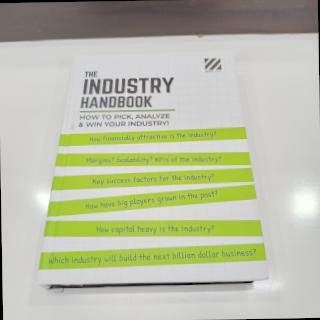 THE
INDUSTRY
HANDBOOK
HOW TO PICK, ANALYZE
& WIN YOUR INDUSTRY!
How financially attractive is the industry?
Margins? Scalability? KPIs of the industry?
Key success factors for the industry?
How have big players grown in the past?
How capital heavy is the industry?
Which industry will build the next billion dollar business?